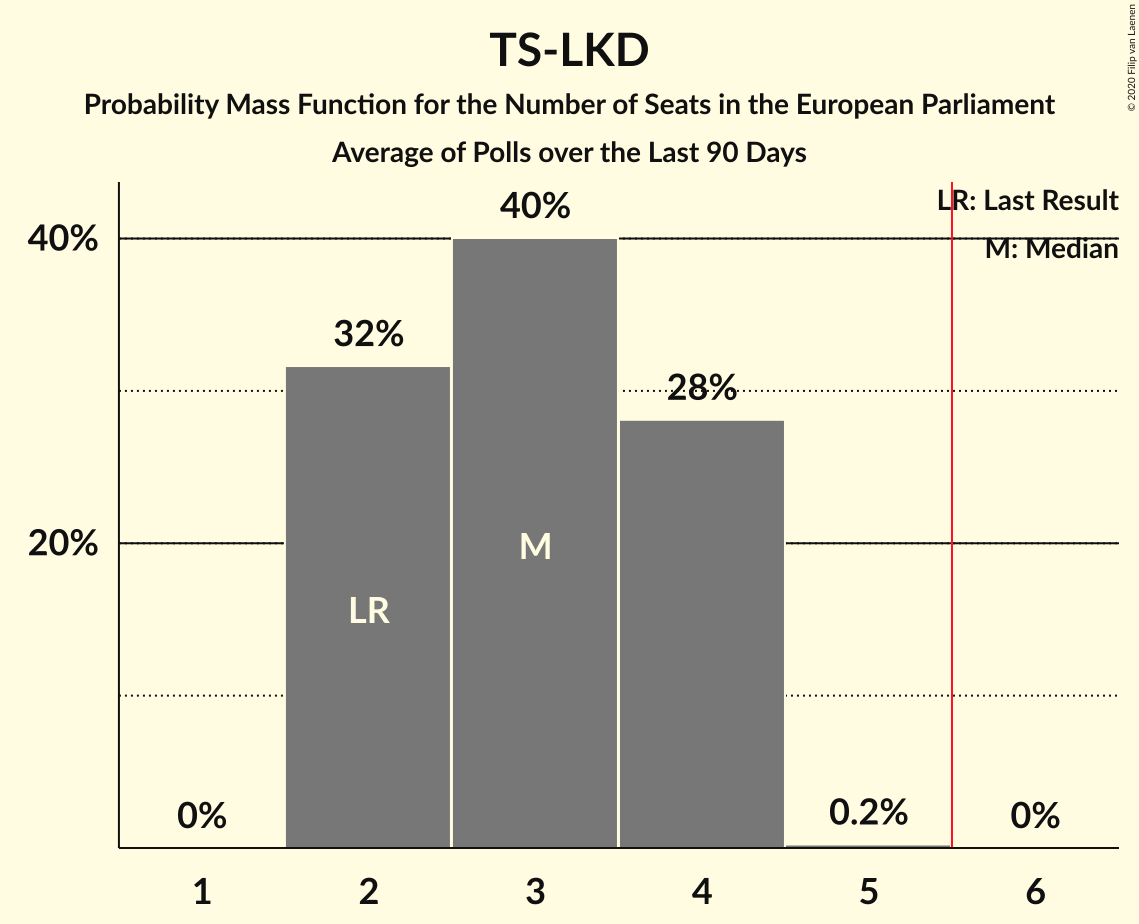 TS-LKD
Probability Mass Function for the Number of Seats in the European Parliament
Average of Polls over the Last 90 Days
© 2020 Filip van Laenen
LR: Last Result
M: Median
40%
20%
0%
32%
40%
28%
0.2%
0%
LR
M
1
2
3
4
5
6